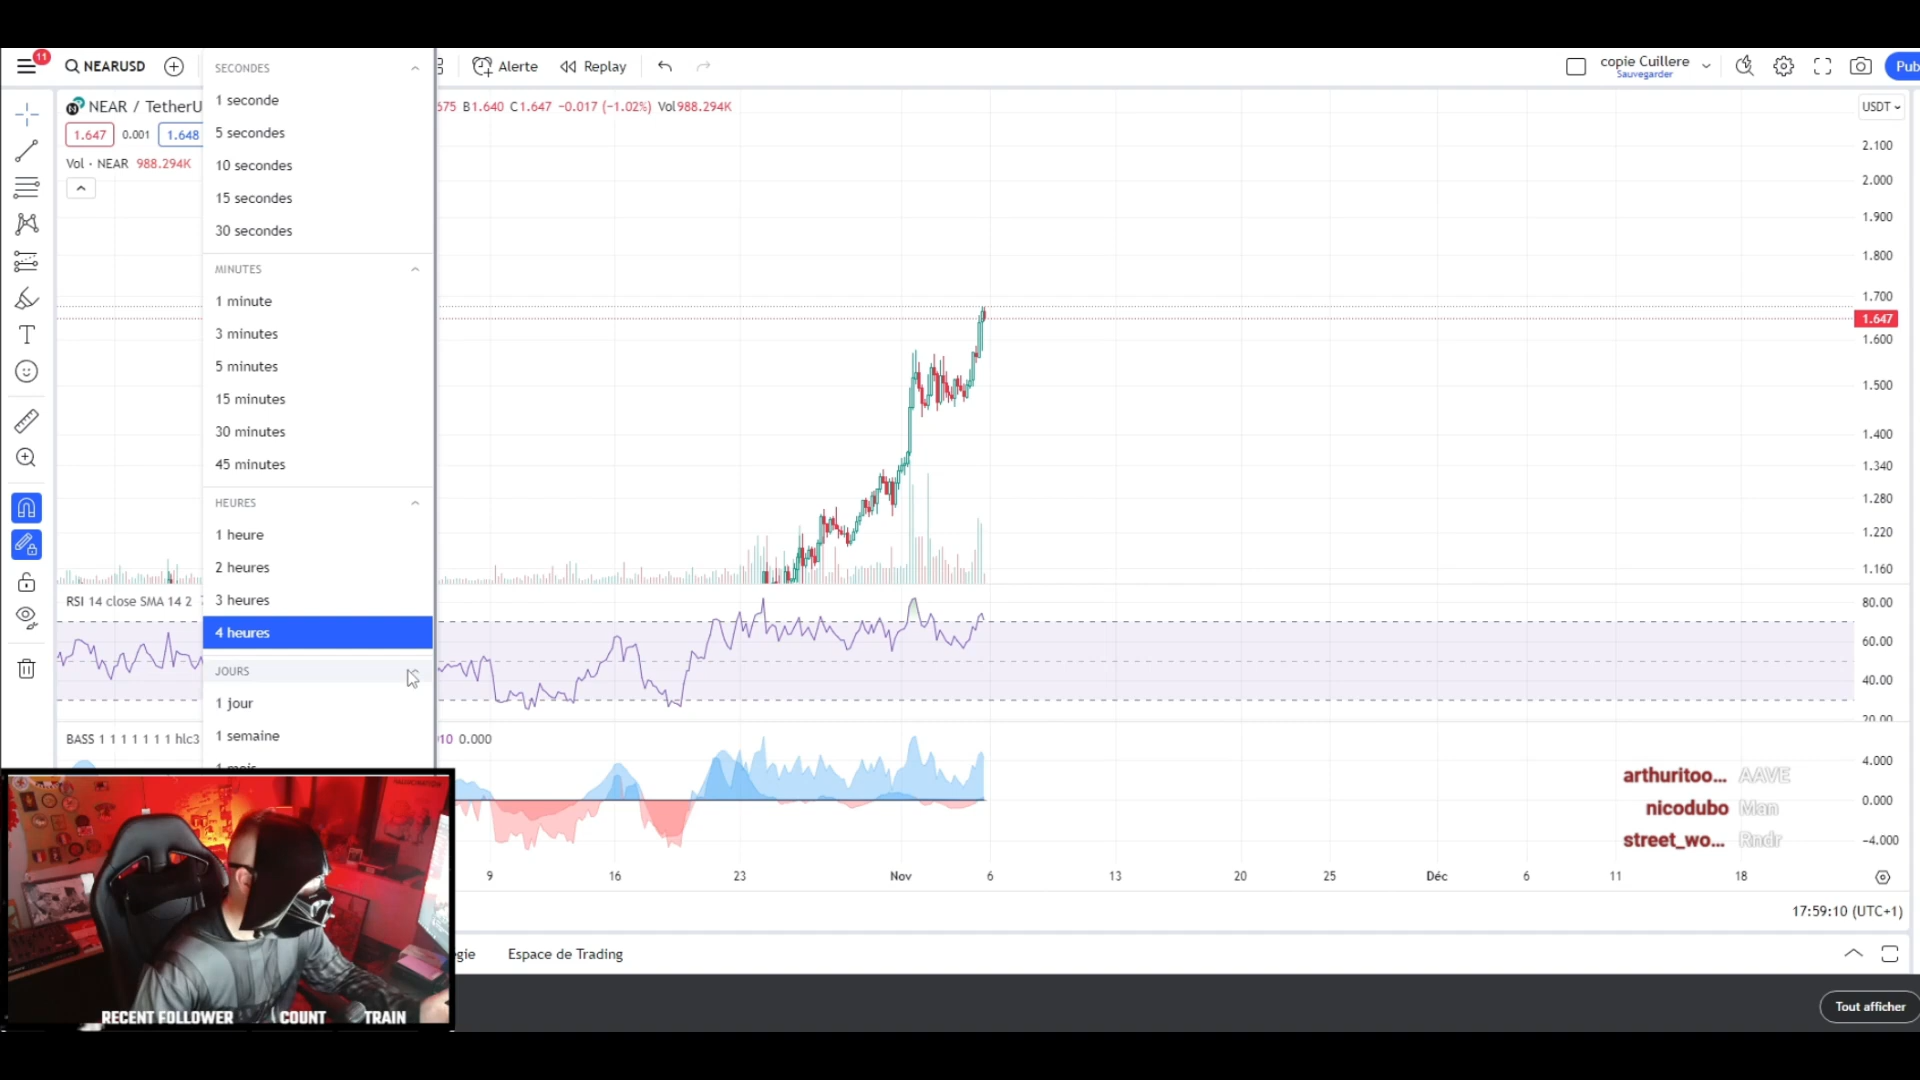 11
NEARUSD
Alerte
Replay
copie Cuillere
Sauvegarder
Pub
NEAR / TetherU
675 B1.640 C1.647 −0.017 (−1.02%) Vol988.294K
USDT
1.647
0.001
1.648
Vol · NEAR 988.294K
SECONDES
1 seconde
5 secondes
10 secondes
15 secondes
30 secondes
MINUTES
1 minute
3 minutes
5 minutes
15 minutes
30 minutes
45 minutes
HEURES
1 heure
2 heures
3 heures
4 heures
JOURS
1 jour
1 semaine
1 mois
2.100
2.000
1.900
1.800
1.700
1.647
1.600
1.500
1.400
1.340
1.280
1.220
1.160
RSI 14 close SMA 14 2
80.00
60.00
40.00
20.00
BASS 1 1 1 1 1 1 1 hlc3
10 0.000
4.000
0.000
−4.000
arthuritoo... AAVE
nicodubo Man
street_wo... Rndr
9
16
23
Nov
6
13
20
25
Déc
6
11
18
17:59:10 (UTC+1)
gie
Espace de Trading
Tout afficher
RECENT FOLLOWER
COUNT
TRAIN